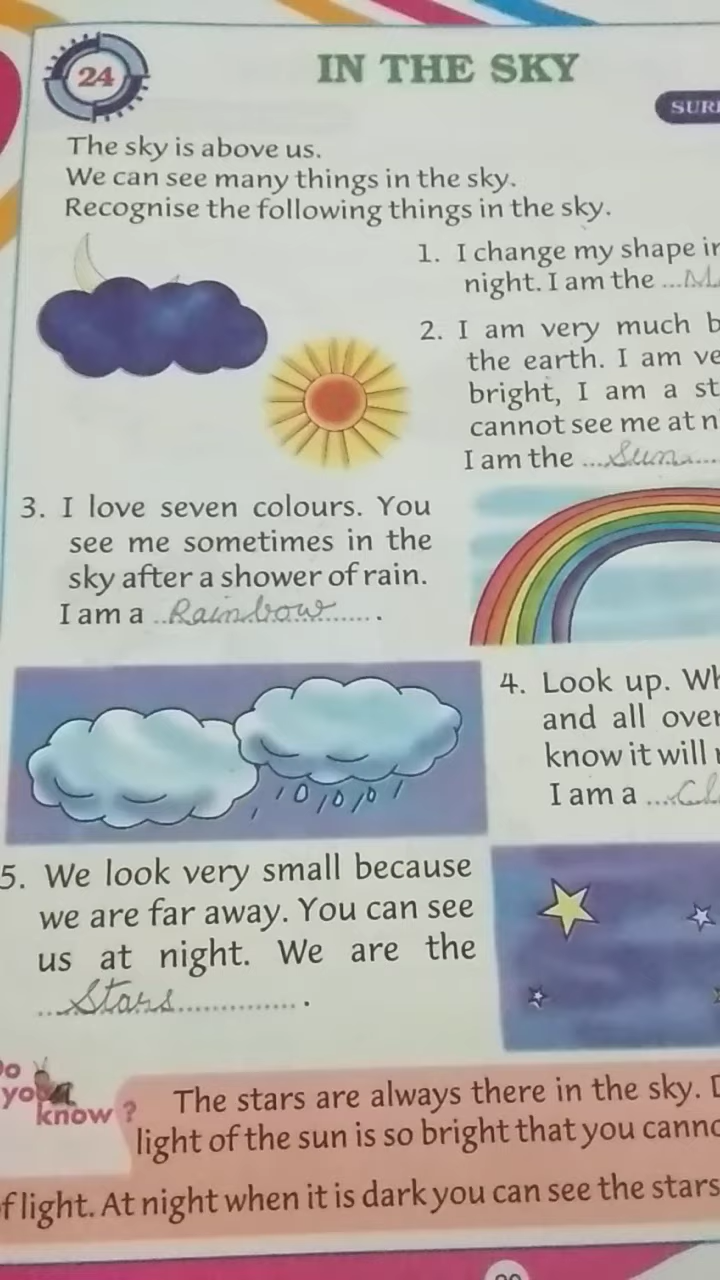 24
IN THE SKY
The sky is above us.
We can see many things in the sky.
Recognise the following things in the sky.
1. I change my shape
night. I am the ...
2. I am very much
the earth. I am
bright, I am a
cannot see me at
I am the ...Sun...
3. I love seven colours. You
see me sometimes in the
sky after a shower of rain.
I am a ..Rainbow....... .
4. Look up.
and all over
know it will
I am a ...
5. We look very small because
we are far away. You can see
us at night. We are the
...Stars.............. .
Do
you
know ?
The stars are always there in the sky.
light of the sun is so bright that you
of light. At night when it is dark you can see the stars